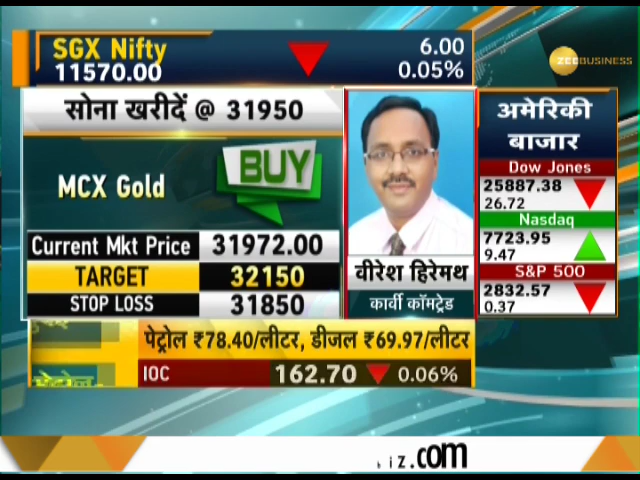 SGX Nifty
11570.00
6.00
0.05%
ZEEBUSINESS
सोना खरीदें @ 31950
MCX Gold
BUY
Current Mkt Price 31972.00
TARGET 32150
STOP LOSS 31850
वीरेश हिरेमथ
कार्वी कॉमट्रेड
अमेरिकी
बाजार
Dow Jones
25887.38
26.72
Nasdaq
7723.95
9.47
S&P 500
2832.57
0.37
पेट्रोल ₹78.40/लीटर, डीजल ₹69.97/लीटर
IOC 162.70 0.06%
iz.com